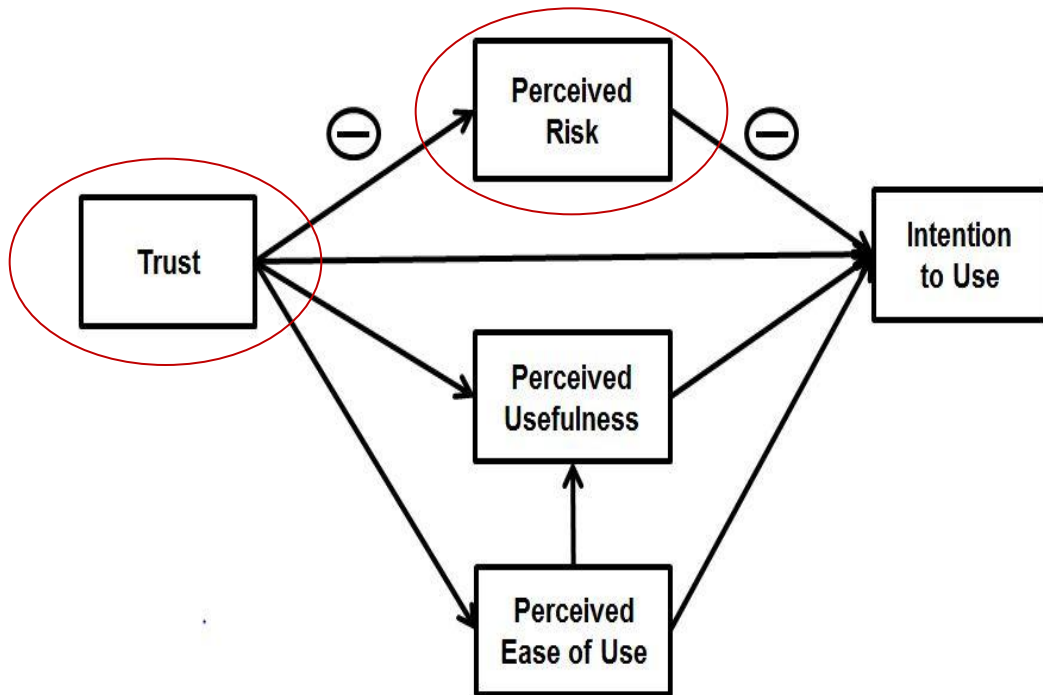 Perceived
Risk
Trust
Intention
to Use
Perceived
Usefulness
Perceived
Ease of Use